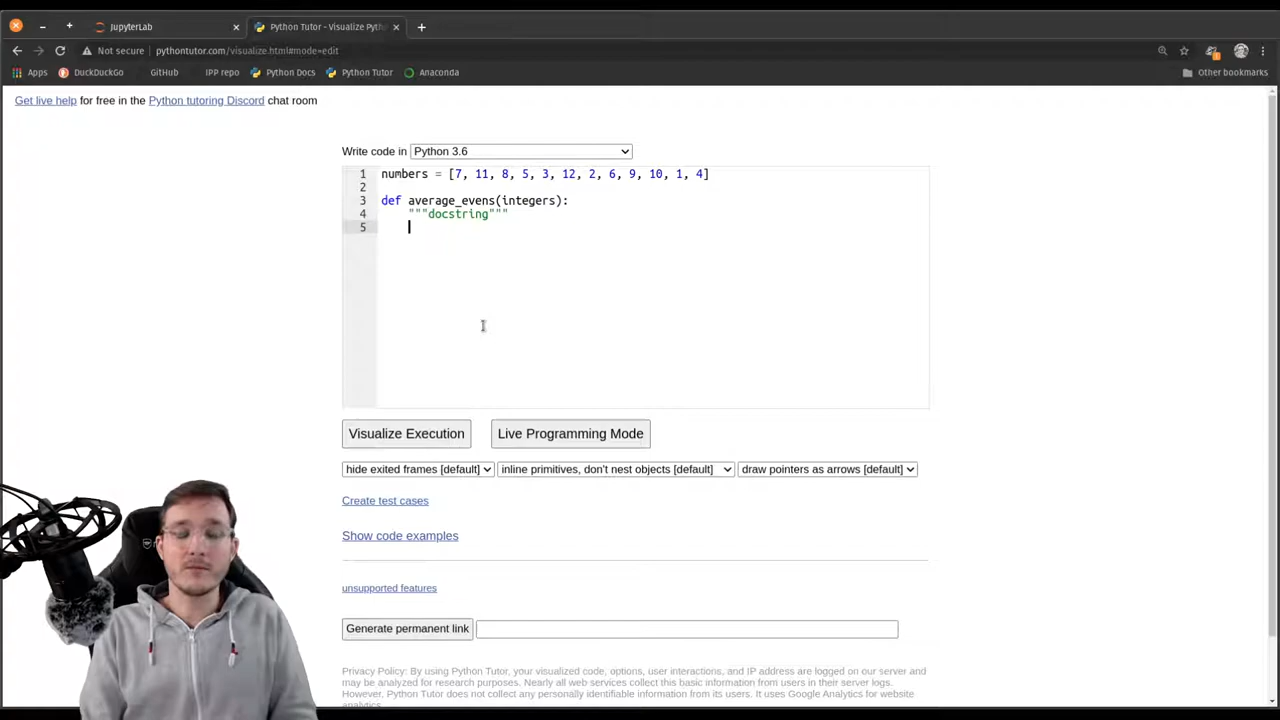 JupyterLab
Python Tutor - Visualize Pyth
Not secure pythontutor.com/visualize.html#mode=edit
Apps DuckDuckGo GitHub IPP repo Python Docs Python Tutor Anaconda Other bookmarks
Get live help for free in the Python tutoring Discord chat room
Write code in Python 3.6
1 numbers = [7, 11, 8, 5, 3, 12, 2, 6, 9, 10, 1, 4]
2
3 def average_evens(integers):
4 """docstring"""
5
Visualize Execution Live Programming Mode
hide exited frames [default] inline primitives, don't nest objects [default] draw pointers as arrows [default]
Create test cases
Show code examples
unsupported features
Generate permanent link
Privacy Policy: By using Python Tutor, your visualized code, options, user interactions, and IP address are logged on our server and
may be analyzed for research purposes. Nearly all web services collect this basic information from users in their server logs.
However, Python Tutor does not collect any personally identifiable information from its users. It uses Google Analytics for website
analytics.